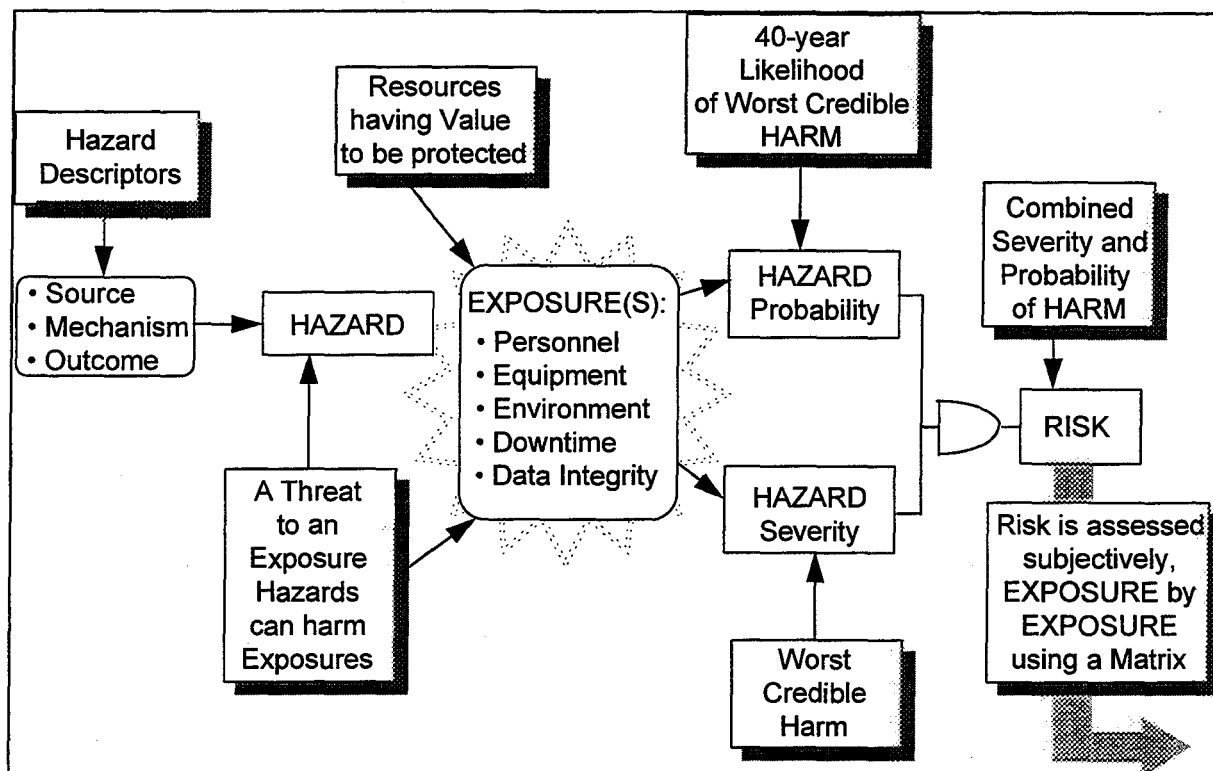 Hazard
Descriptors
• Source
• Mechanism
• Outcome
HAZARD
A Threat
to an
Exposure
Hazards
can harm
Exposures
Resources
having Value
to be protected
EXPOSURE(S):
• Personnel
• Equipment
• Environment
• Downtime
• Data Integrity
40-year
Likelihood
of Worst Credible
HARM
HAZARD
Probability
HAZARD
Severity
Worst
Credible
Harm
Combined
Severity and
Probability
of HARM
RISK
Risk is assessed
subjectively,
EXPOSURE by
EXPOSURE
using a Matrix